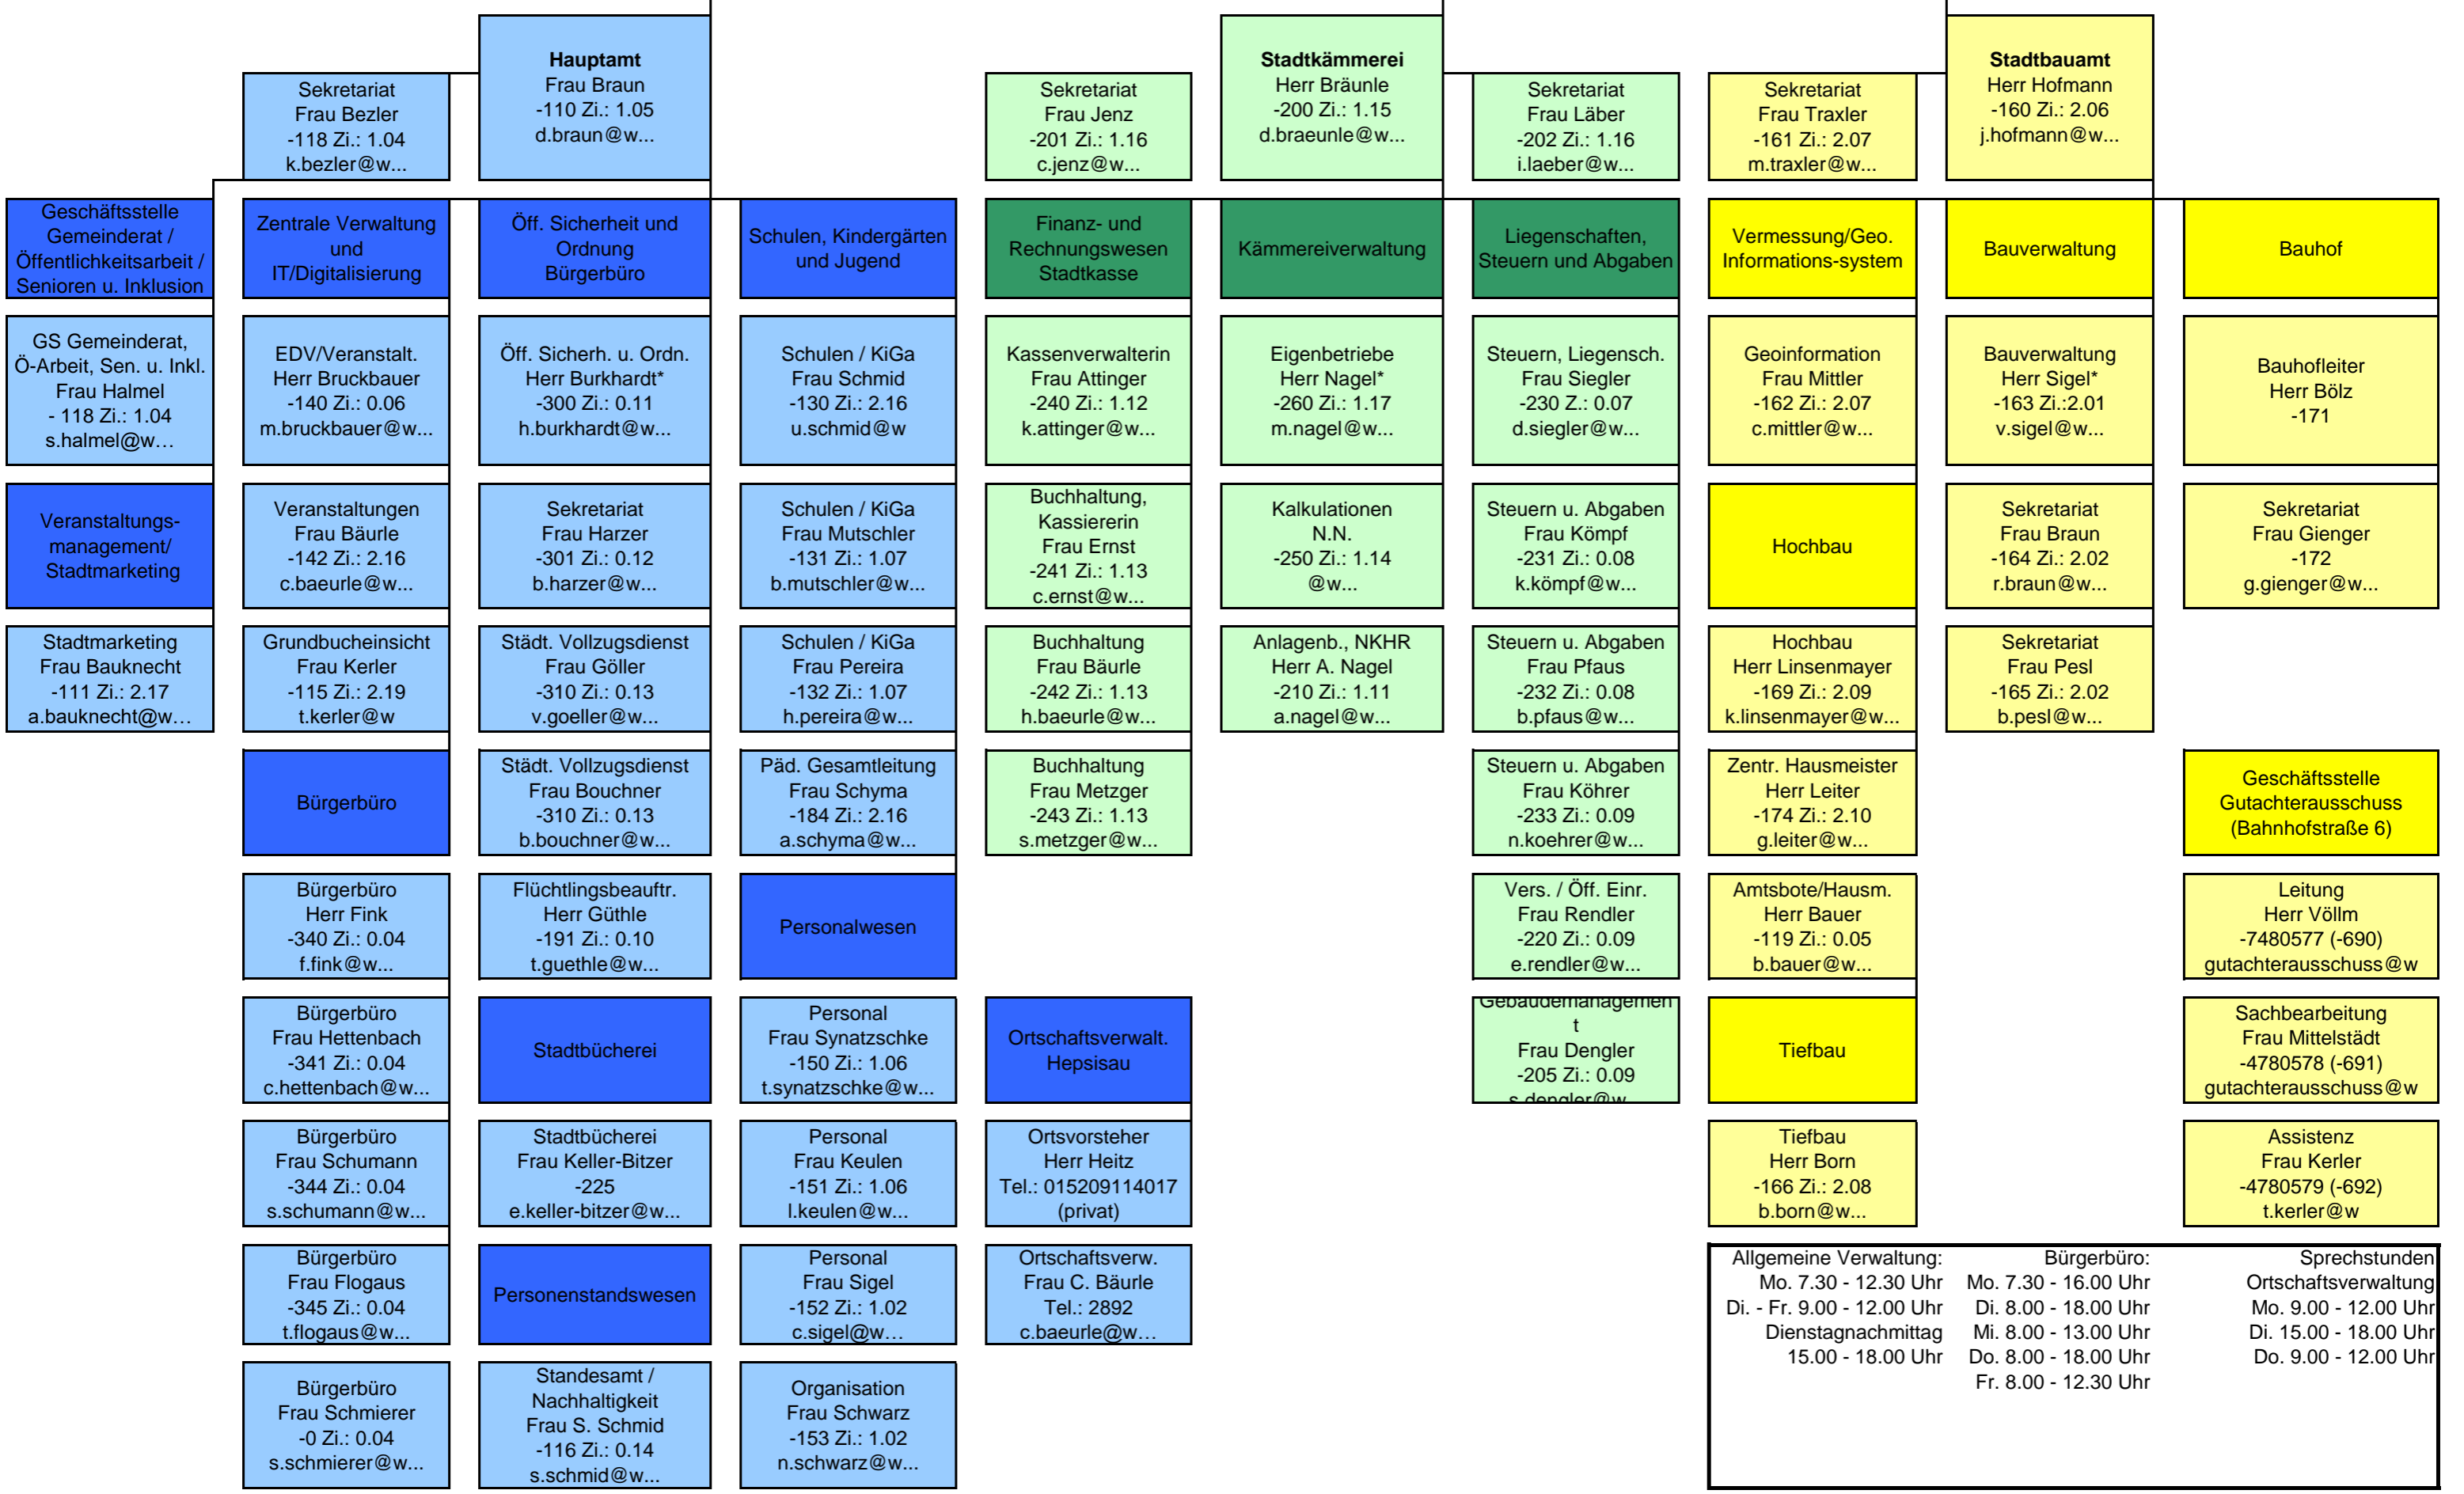 Hauptamt
Frau Braun
-110 Zi.: 1.05
d.braun@w...
Stadtkämmerei
Herr Bräunle
-200 Zi.: 1.15
d.braeunle@w...
Stadtbauamt
Herr Hofmann
-160 Zi.: 2.06
j.hofmann@w...
Sekretariat
Frau Bezler
-118 Zi.: 1.04
k.bezler@w...
Sekretariat
Frau Jenz
-201 Zi.: 1.16
c.jenz@w...
Sekretariat
Frau Läber
-202 Zi.: 1.16
i.laeber@w...
Sekretariat
Frau Traxler
-161 Zi.: 2.07
m.traxler@w...
Geschäftsstelle
Gemeinderat /
Öffentlichkeitsarbeit /
Senioren u. Inklusion
Zentrale Verwaltung
und
IT/Digitalisierung
Öff. Sicherheit und
Ordnung
Bürgerbüro
Schulen, Kindergärten
und Jugend
Finanz- und
Rechnungswesen
Stadtkasse
Kämmereiverwaltung
Liegenschaften,
Steuern und Abgaben
Vermessung/Geo.
Informations-system
Bauverwaltung
Bauhof
GS Gemeinderat,
Ö-Arbeit, Sen. u. Inkl.
Frau Halmel
- 118 Zi.: 1.04
s.halmel@w…
EDV/Veranstalt.
Herr Bruckbauer
-140 Zi.: 0.06
m.bruckbauer@w...
Öff. Sicherh. u. Ordn.
Herr Burkhardt*
-300 Zi.: 0.11
h.burkhardt@w...
Schulen / KiGa
Frau Schmid
-130 Zi.: 2.16
u.schmid@w
Kassenverwalterin
Frau Attinger
-240 Zi.: 1.12
k.attinger@w...
Eigenbetriebe
Herr Nagel*
-260 Zi.: 1.17
m.nagel@w...
Steuern, Liegensch.
Frau Siegler
-230 Z.: 0.07
d.siegler@w...
Geoinformation
Frau Mittler
-162 Zi.: 2.07
c.mittler@w...
Bauverwaltung
Herr Sigel*
-163 Zi.:2.01
v.sigel@w...
Bauhofleiter
Herr Bölz
-171
Veranstaltungs-
management/
Stadtmarketing
Veranstaltungen
Frau Bäurle
-142 Zi.: 2.16
c.baeurle@w...
Sekretariat
Frau Harzer
-301 Zi.: 0.12
b.harzer@w...
Schulen / KiGa
Frau Mutschler
-131 Zi.: 1.07
b.mutschler@w...
Buchhaltung,
Kassiererin
Frau Ernst
-241 Zi.: 1.13
c.ernst@w...
Kalkulationen
N.N.
-250 Zi.: 1.14
@w...
Steuern u. Abgaben
Frau Kömpf
-231 Zi.: 0.08
k.kömpf@w...
Hochbau
Sekretariat
Frau Braun
-164 Zi.: 2.02
r.braun@w...
Sekretariat
Frau Gienger
-172
g.gienger@w...
Stadtmarketing
Frau Bauknecht
-111 Zi.: 2.17
a.bauknecht@w…
Grundbucheinsicht
Frau Kerler
-115 Zi.: 2.19
t.kerler@w
Städt. Vollzugsdienst
Frau Göller
-310 Zi.: 0.13
v.goeller@w...
Schulen / KiGa
Frau Pereira
-132 Zi.: 1.07
h.pereira@w...
Buchhaltung
Frau Bäurle
-242 Zi.: 1.13
h.baeurle@w...
Anlagenb., NKHR
Herr A. Nagel
-210 Zi.: 1.11
a.nagel@w...
Steuern u. Abgaben
Frau Pfaus
-232 Zi.: 0.08
b.pfaus@w...
Hochbau
Herr Linsenmayer
-169 Zi.: 2.09
k.linsenmayer@w...
Sekretariat
Frau Pesl
-165 Zi.: 2.02
b.pesl@w...
Bürgerbüro
Städt. Vollzugsdienst
Frau Bouchner
-310 Zi.: 0.13
b.bouchner@w...
Päd. Gesamtleitung
Frau Schyma
-184 Zi.: 2.16
a.schyma@w...
Buchhaltung
Frau Metzger
-243 Zi.: 1.13
s.metzger@w...
Steuern u. Abgaben
Frau Köhrer
-233 Zi.: 0.09
n.koehrer@w...
Zentr. Hausmeister
Herr Leiter
-174 Zi.: 2.10
g.leiter@w...
Geschäftsstelle
Gutachterausschuss
(Bahnhofstraße 6)
Bürgerbüro
Herr Fink
-340 Zi.: 0.04
f.fink@w...
Flüchtlingsbeauftr.
Herr Güthle
-191 Zi.: 0.10
t.guethle@w...
Personalwesen
Vers. / Öff. Einr.
Frau Rendler
-220 Zi.: 0.09
e.rendler@w...
Amtsbote/Hausm.
Herr Bauer
-119 Zi.: 0.05
b.bauer@w...
Leitung
Herr Völlm
-7480577 (-690)
gutachterausschuss@w
Bürgerbüro
Frau Hettenbach
-341 Zi.: 0.04
c.hettenbach@w...
Stadtbücherei
Personal
Frau Synatzschke
-150 Zi.: 1.06
t.synatzschke@w...
Ortschaftsverwalt.
Hepsisau
Gebäudemanagemen
t
Frau Dengler
-205 Zi.: 0.09
s.dengler@w...
Tiefbau
Sachbearbeitung
Frau Mittelstädt
-4780578 (-691)
gutachterausschuss@w
Bürgerbüro
Frau Schumann
-344 Zi.: 0.04
s.schumann@w...
Stadtbücherei
Frau Keller-Bitzer
-225
e.keller-bitzer@w...
Personal
Frau Keulen
-151 Zi.: 1.06
l.keulen@w...
Ortsvorsteher
Herr Heitz
Tel.: 015209114017
(privat)
Tiefbau
Herr Born
-166 Zi.: 2.08
b.born@w...
Assistenz
Frau Kerler
-4780579 (-692)
t.kerler@w
Bürgerbüro
Frau Flogaus
-345 Zi.: 0.04
t.flogaus@w...
Personenstandswesen
Personal
Frau Sigel
-152 Zi.: 1.02
c.sigel@w…
Ortschaftsverw.
Frau C. Bäurle
Tel.: 2892
c.baeurle@w…
Allgemeine Verwaltung:
Mo. 7.30 - 12.30 Uhr
Di. - Fr. 9.00 - 12.00 Uhr
Dienstagnachmittag
15.00 - 18.00 Uhr
Bürgerbüro:
Mo. 7.30 - 16.00 Uhr
Di. 8.00 - 18.00 Uhr
Mi. 8.00 - 13.00 Uhr
Do. 8.00 - 18.00 Uhr
Fr. 8.00 - 12.30 Uhr
Sprechstunden
Ortschaftsverwaltung
Mo. 9.00 - 12.00 Uhr
Di. 15.00 - 18.00 Uhr
Do. 9.00 - 12.00 Uhr
Bürgerbüro
Frau Schmierer
-0 Zi.: 0.04
s.schmierer@w...
Standesamt /
Nachhaltigkeit
Frau S. Schmid
-116 Zi.: 0.14
s.schmid@w...
Organisation
Frau Schwarz
-153 Zi.: 1.02
n.schwarz@w...